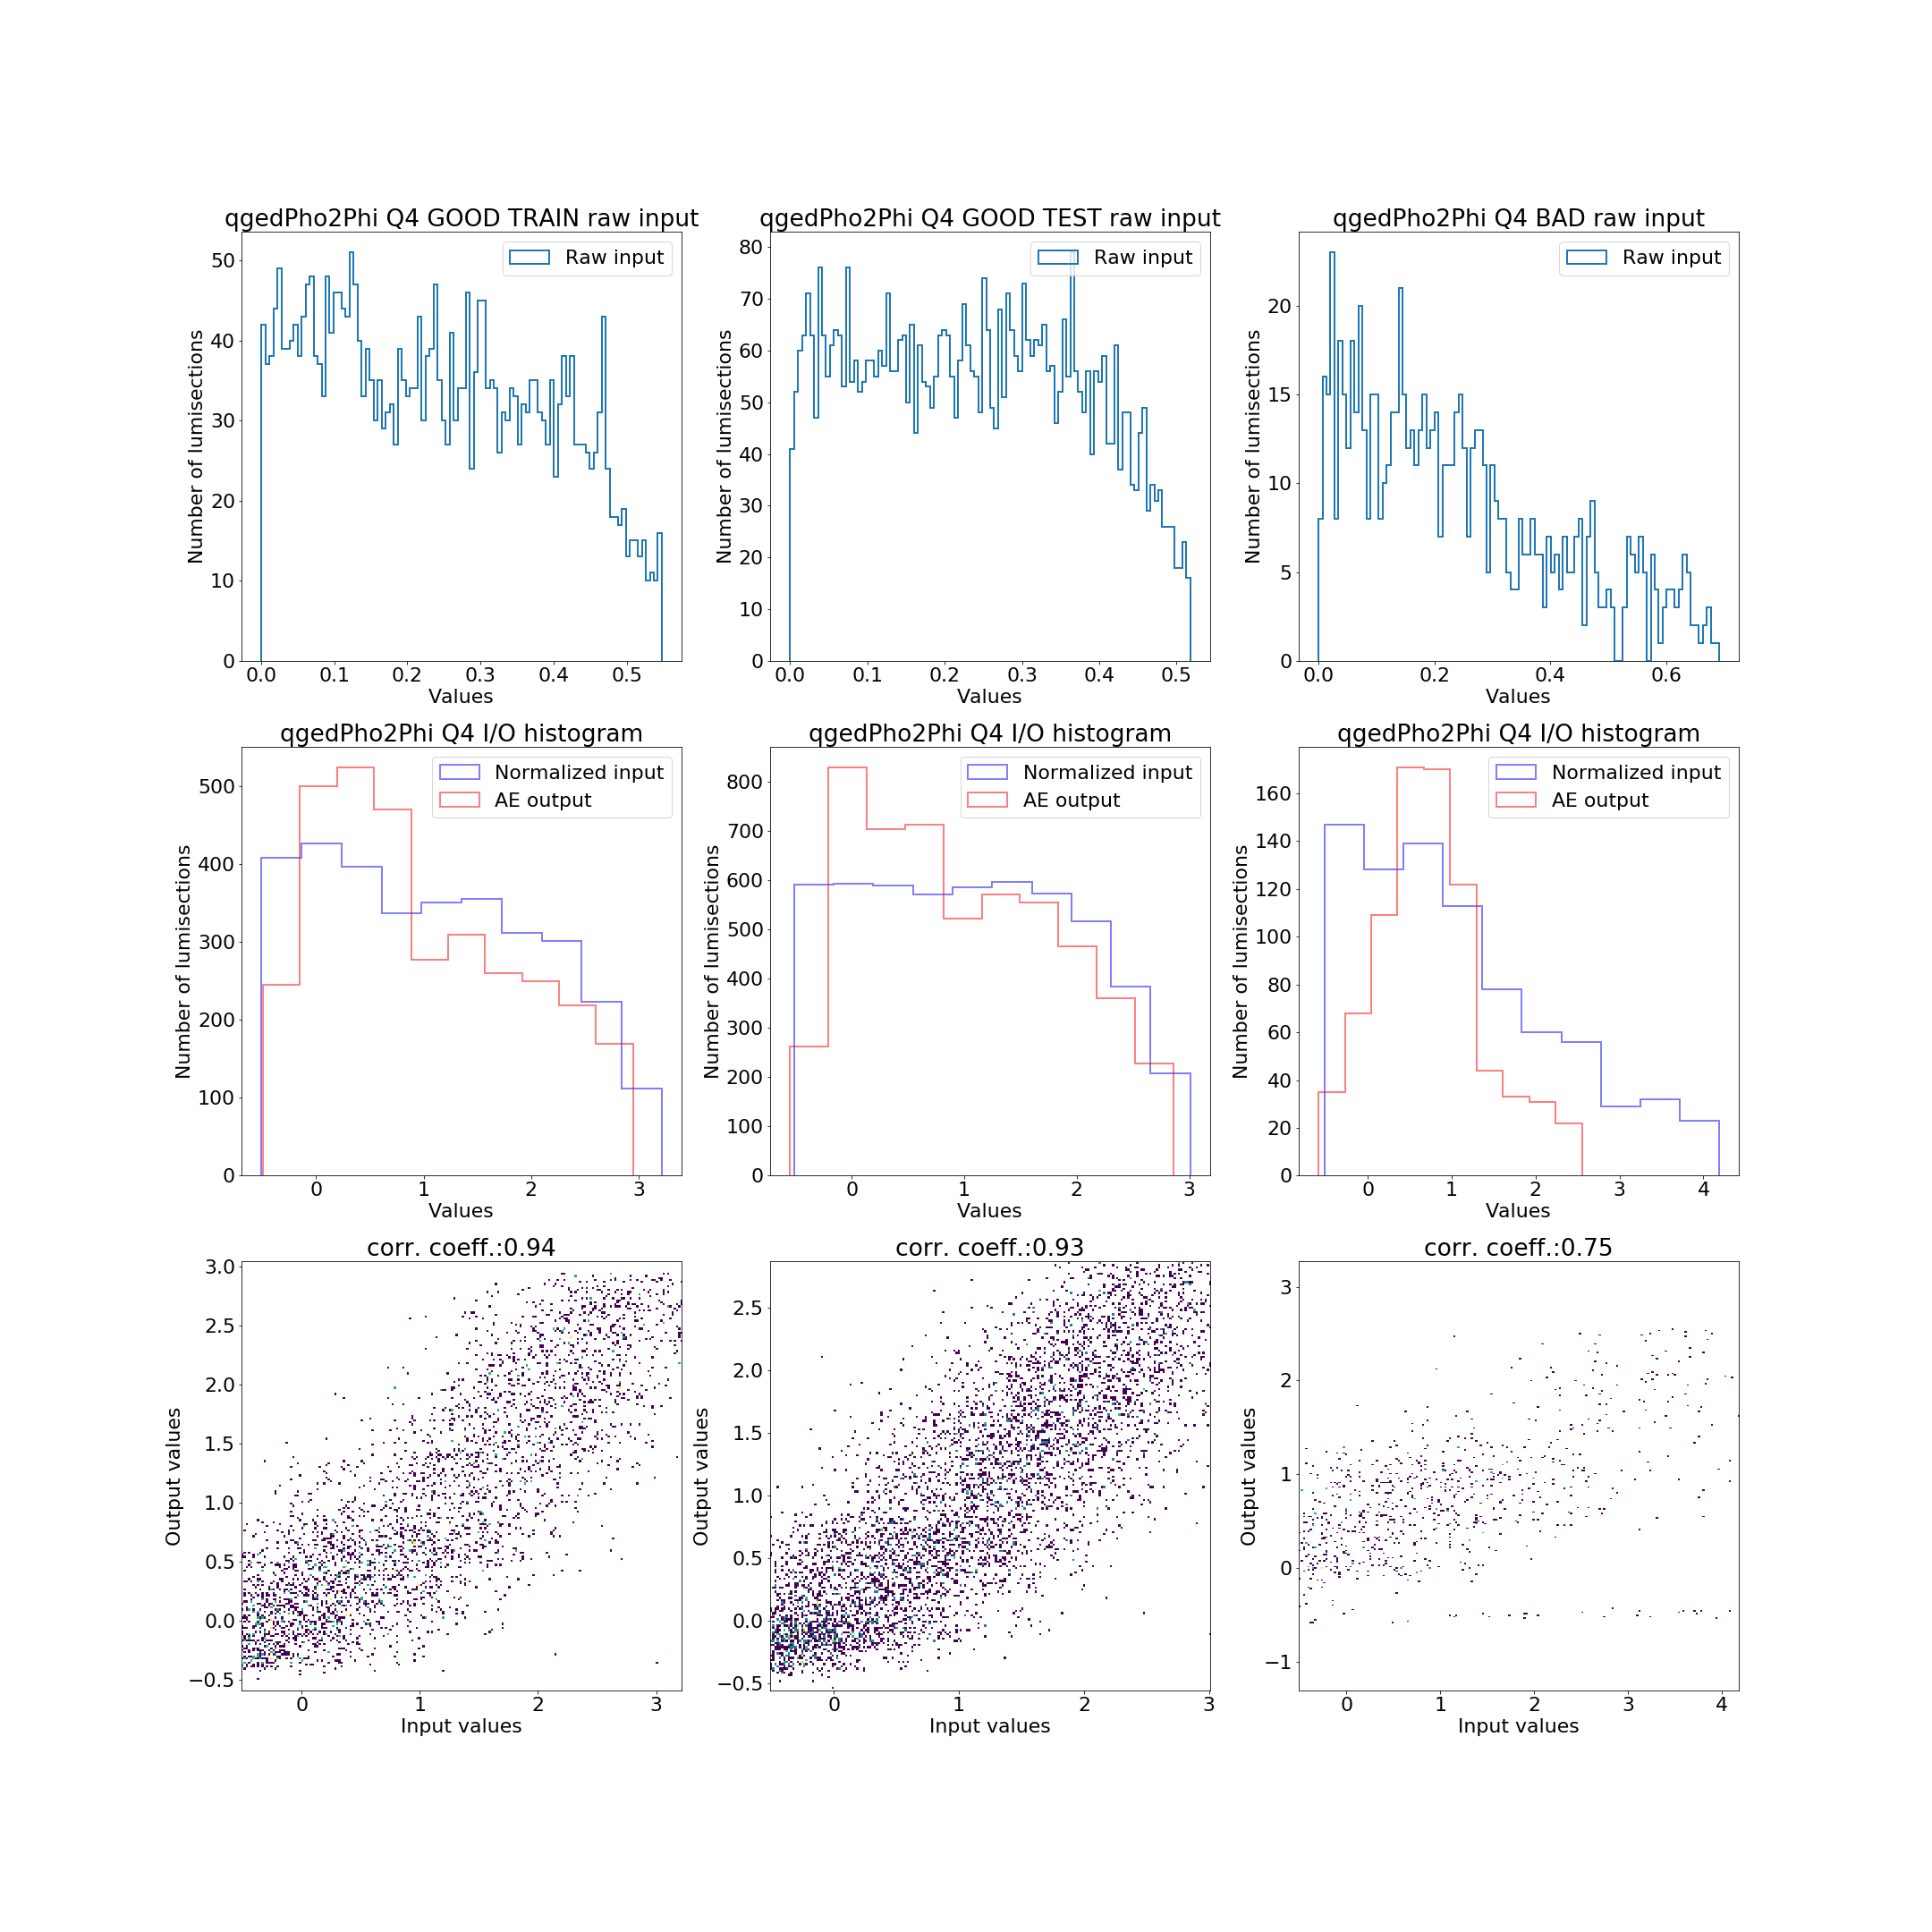 qgedPho2Phi Q4 GOOD TRAIN raw input
Raw input
50
40
30
20
10
0
Number of lumisections
0.0 0.1 0.2 0.3 0.4 0.5
Values
qgedPho2Phi Q4 GOOD TEST raw input
Raw input
80
70
60
50
40
30
20
10
0
Number of lumisections
0.0 0.1 0.2 0.3 0.4 0.5
Values
qgedPho2Phi Q4 BAD raw input
Raw input
20
15
10
5
0
Number of lumisections
0.0 0.2 0.4 0.6
Values
qgedPho2Phi Q4 I/O histogram
Normalized input
AE output
500
400
300
200
100
0
Number of lumisections
0 1 2 3
Values
qgedPho2Phi Q4 I/O histogram
Normalized input
AE output
800
700
600
500
400
300
200
100
0
Number of lumisections
0 1 2 3
Values
qgedPho2Phi Q4 I/O histogram
Normalized input
AE output
160
140
120
100
80
60
40
20
0
Number of lumisections
0 1 2 3 4
Values
corr. coeff.:0.94
3.0
2.5
2.0
1.5
1.0
0.5
0.0
−0.5
Output values
0 1 2 3
Input values
corr. coeff.:0.93
2.5
2.0
1.5
1.0
0.5
0.0
−0.5
Output values
0 1 2 3
Input values
corr. coeff.:0.75
3
2
1
0
−1
Output values
0 1 2 3 4
Input values